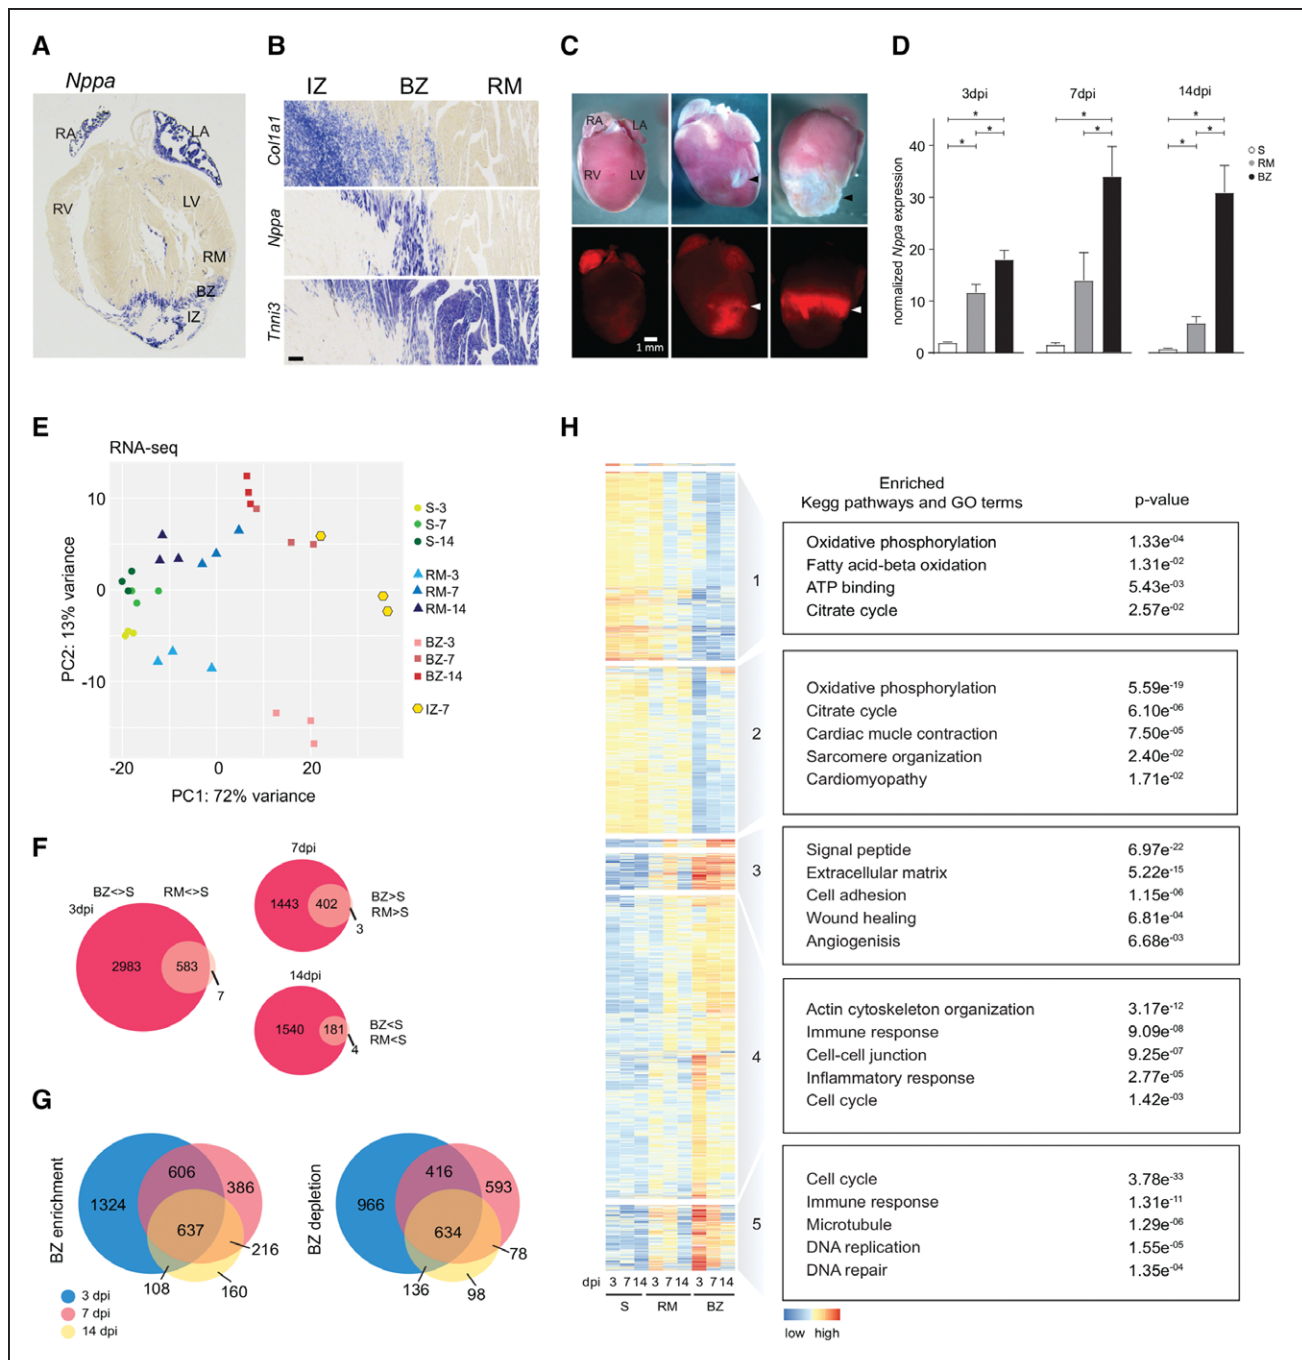 A
Nppa
RA
LA
RV
LV
RM
BZ
IZ
B
IZ BZ RM
Col1a1
Nppa
Tnni3
C
RA
LA
RV
LV
1 mm
D
3dpi 7dpi 14dpi
* * * * *
* * * *
normalized Nppa expression
40
30
20
10
0
S
RM
BZ
E
RNA-seq
PC2: 13% variance
10
0
-10
-20 0 20
PC1: 72% variance
S-3
S-7
S-14
RM-3
RM-7
RM-14
BZ-3
BZ-7
BZ-14
IZ-7
F
BZ<>S RM<>S
3dpi
2983 583
7
7dpi
1443 402
3
BZ>S
RM>S
14dpi
1540 181
4
BZ<S
RM<S
G
BZ enrichment
1324
606
386
637
216
108
160
BZ depletion
966
416
593
634
78
136
98
3 dpi
7 dpi
14 dpi
H
Enriched
Kegg pathways and GO terms p-value
1
Oxidative phosphorylation 1.33e-04
Fatty acid-beta oxidation 1.31e-02
ATP binding 5.43e-03
Citrate cycle 2.57e-02
2
Oxidative phosphorylation 5.59e-19
Citrate cycle 6.10e-06
Cardiac mucle contraction 7.50e-05
Sarcomere organization 2.40e-02
Cardiomyopathy 1.71e-02
3
Signal peptide 6.97e-22
Extracellular matrix 5.22e-15
Cell adhesion 1.15e-06
Wound healing 6.81e-04
Angiogenisis 6.68e-03
4
Actin cytoskeleton organization 3.17e-12
Immune response 9.09e-08
Cell-cell junction 9.25e-07
Inflammatory response 2.77e-05
Cell cycle 1.42e-03
5
Cell cycle 3.78e-33
Immune response 1.31e-11
Microtubule 1.29e-06
DNA replication 1.55e-05
DNA repair 1.35e-04
dpi 3 7 14 3 7 14 3 7 14
S RM BZ
low high